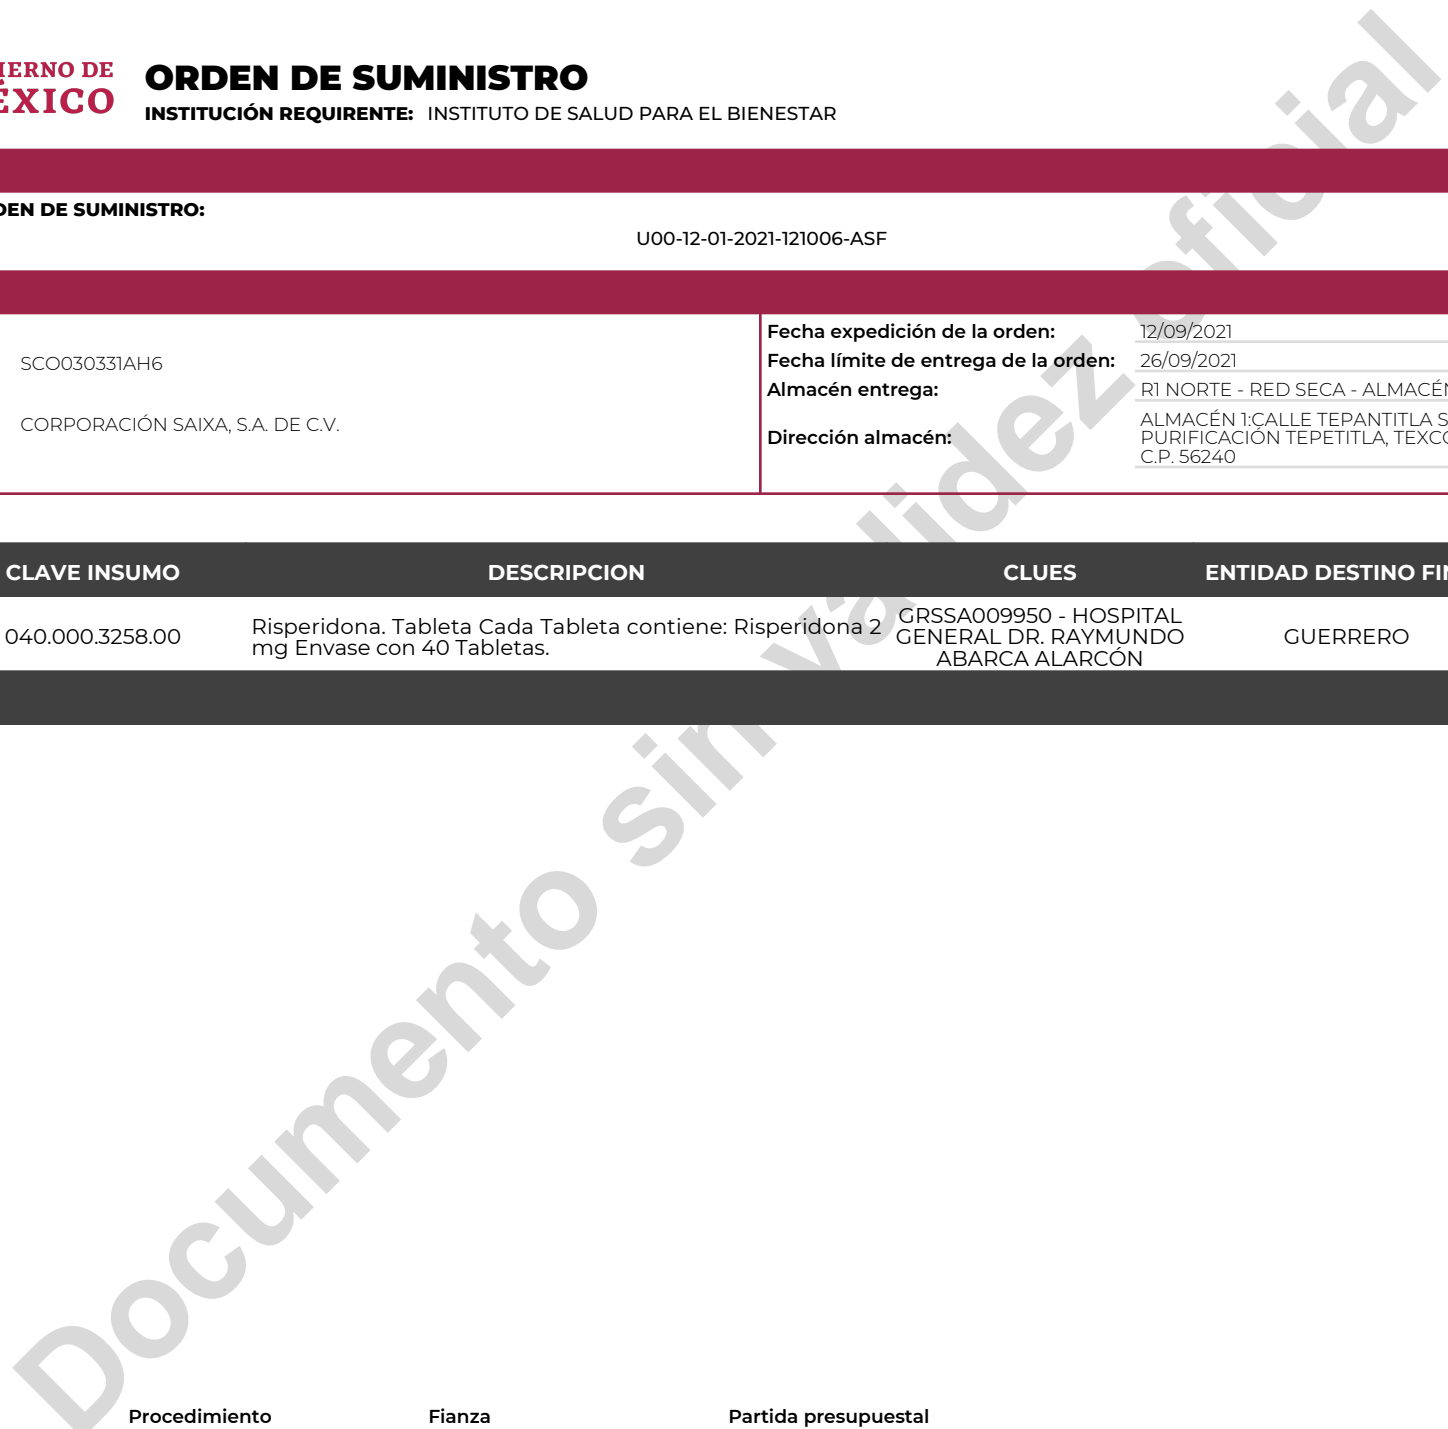 IERNO DE
ÉXICO
ORDEN DE SUMINISTRO
INSTITUCIÓN REQUIRENTE: INSTITUTO DE SALUD PARA EL BIENESTAR
DEN DE SUMINISTRO:
U00-12-01-2021-121006-ASF
SCO030331AH6
CORPORACIÓN SAIXA, S.A. DE C.V.
Fecha expedición de la orden: 12/09/2021
Fecha límite de entrega de la orden: 26/09/2021
Almacén entrega: R1 NORTE - RED SECA - ALMACÉN
Dirección almacén:
ALMACÉN 1:CALLE TEPANTITLA S
PURIFICACIÓN TEPETITLA, TEXCO
C.P. 56240
CLAVE INSUMO DESCRIPCION CLUES ENTIDAD DESTINO FIN
040.000.3258.00
Risperidona. Tableta Cada Tableta contiene: Risperidona 2
mg Envase con 40 Tabletas.
GRSSA009950 - HOSPITAL
GENERAL DR. RAYMUNDO
ABARCA ALARCÓN
GUERRERO
Documento sin validez oficial
Procedimiento Fianza Partida presupuestal